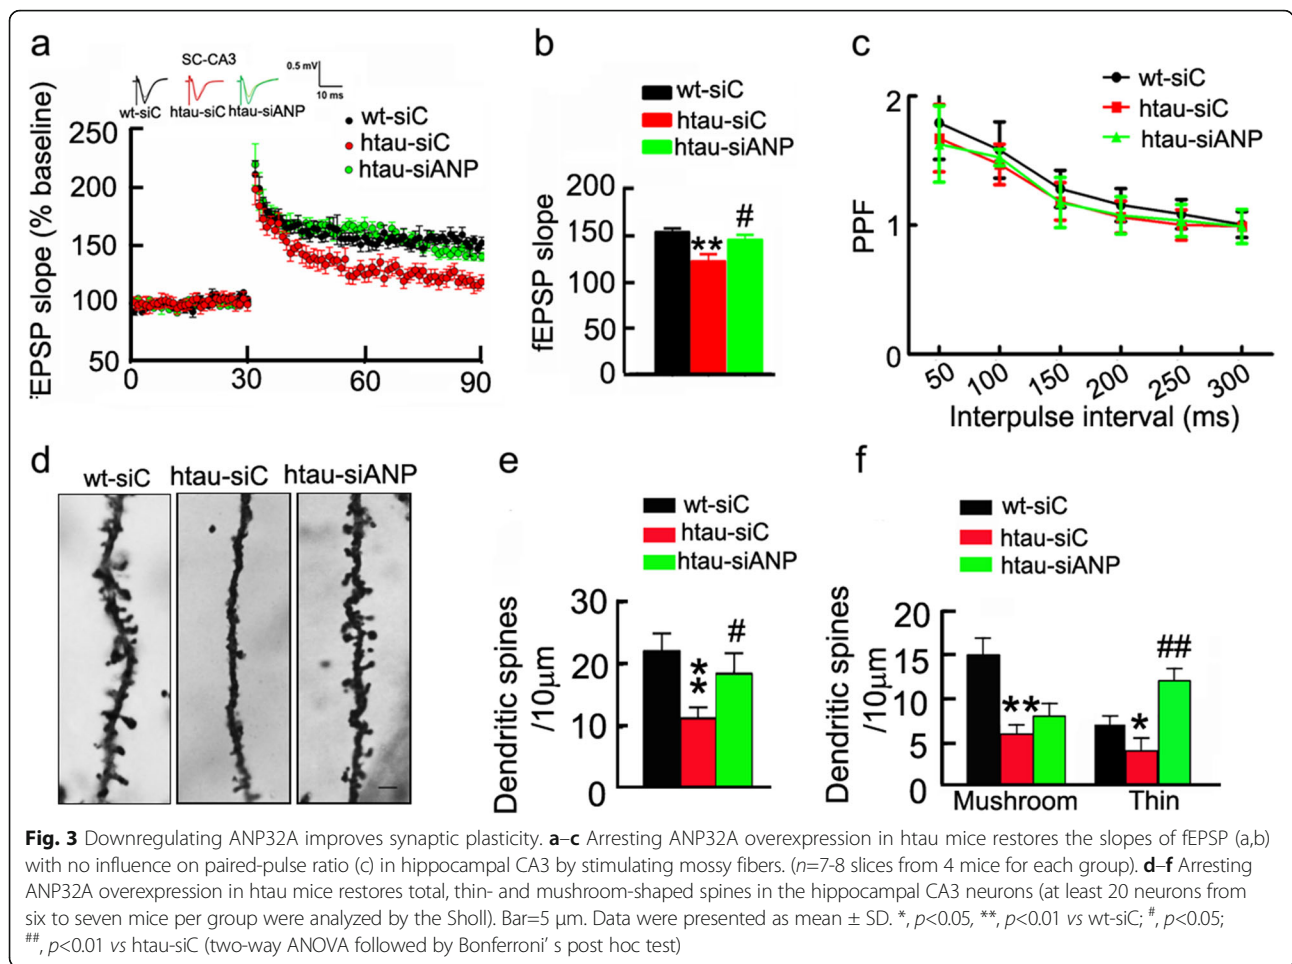 a
SC-CA3
0.5 mV
10 ms
wt-siC
htau-siC
htau-siANP
wt-siC
htau-siC
htau-siANP
fEPSP slope (% baseline)
250
200
150
100
50
0
30
60
90
b
wt-siC
htau-siC
htau-siANP
fEPSP slope
200
150
100
50
0
**
#
c
wt-siC
htau-siC
htau-siANP
PPF
2
1
0
50
100
150
200
250
300
Interpulse interval (ms)
d
wt-siC
htau-siC
htau-siANP
e
wt-siC
htau-siC
htau-siANP
Dendritic spines
/10µm
30
20
10
0
*
*
#
f
wt-siC
htau-siC
htau-siANP
Dendritic spines
/10µm
20
15
10
5
0
**
*
##
Mushroom
Thin
Fig. 3 Downregulating ANP32A improves synaptic plasticity. a–c Arresting ANP32A overexpression in htau mice restores the slopes of fEPSP (a,b)
with no influence on paired-pulse ratio (c) in hippocampal CA3 by stimulating mossy fibers. (n=7-8 slices from 4 mice for each group). d–f Arresting
ANP32A overexpression in htau mice restores total, thin- and mushroom-shaped spines in the hippocampal CA3 neurons (at least 20 neurons from
six to seven mice per group were analyzed by the Sholl). Bar=5 µm. Data were presented as mean ± SD. *, p<0.05, **, p<0.01 vs wt-siC; #, p<0.05;
##, p<0.01 vs htau-siC (two-way ANOVA followed by Bonferroni' s post hoc test)